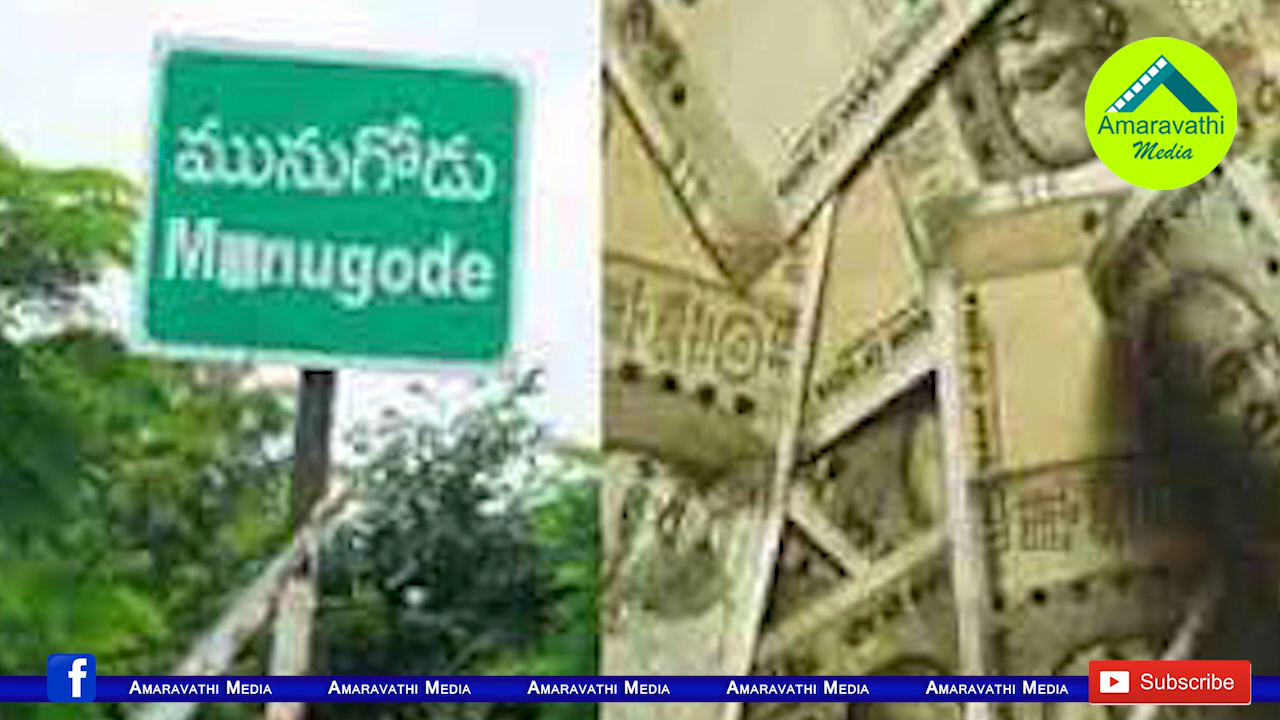 మునుగోడు
Munugode
Amaravathi
Media
f
Amaravathi Media Amaravathi Media Amaravathi Media Amaravathi Media Amaravathi Media
Subscribe